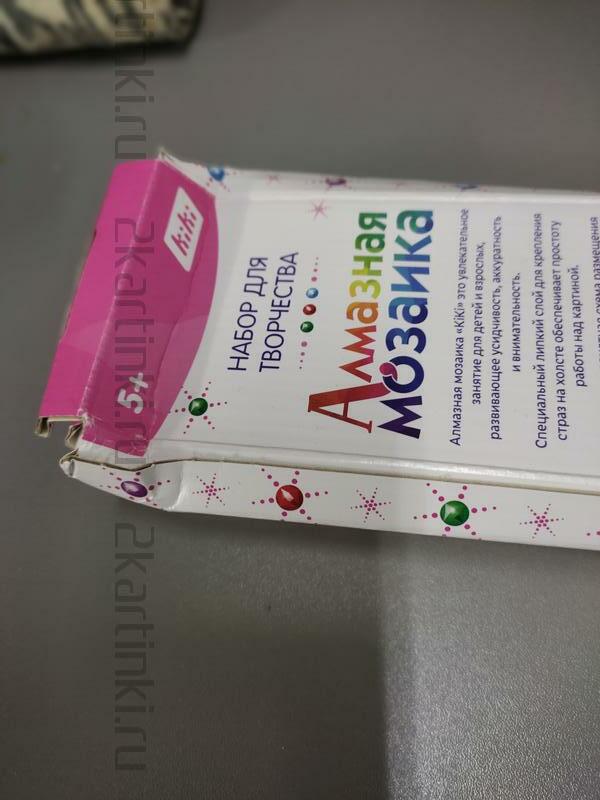 kiki
5+
НАБОР ДЛЯ
ТВОРЧЕСТВА
Алмазная
мозаика
Алмазная мозаика «KiKi» это увлекательное
занятие для детей и взрослых,
развивающее усидчивость, аккуратность
и внимательность.
Специальный липкий слой для крепления
страз на холсте обеспечивает простоту
работы над картиной.
схема размещения
2kartinki.ru 2kartinki.ru 2kartinki.ru